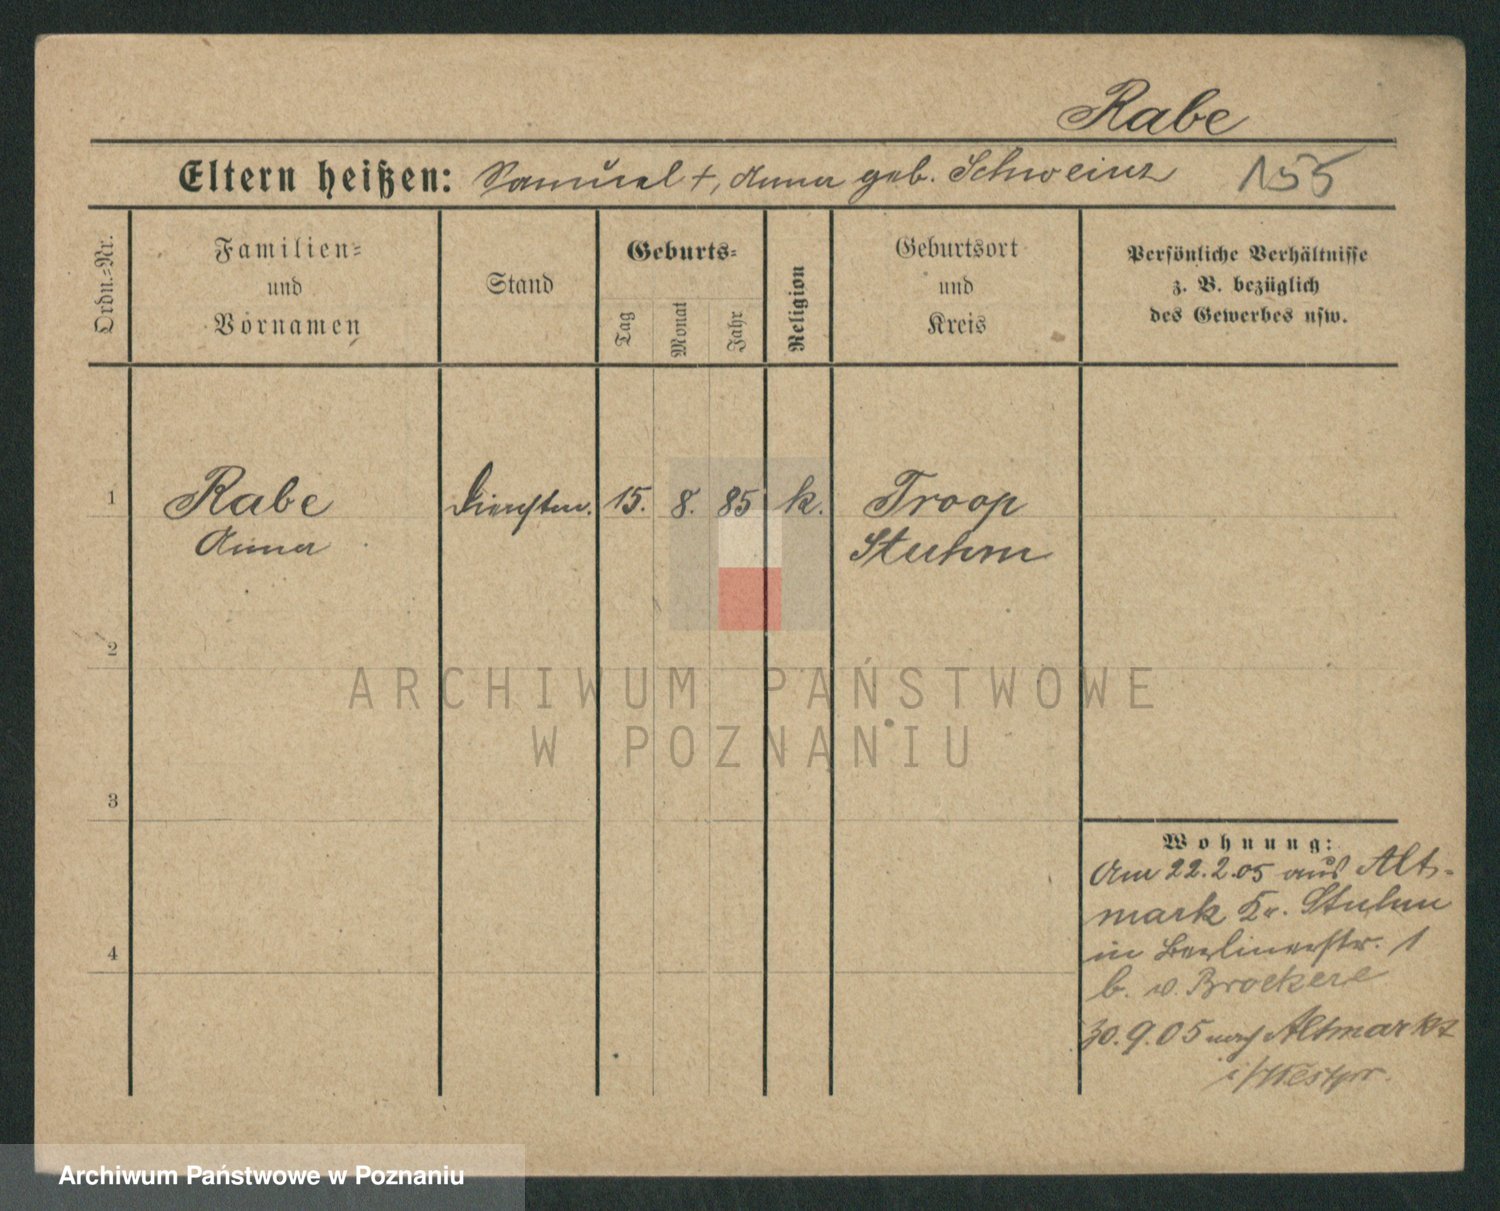 Rabe
Eltern heißen: Samuel +, Anna geb. Schweinz 155
Ordn.=Nr.
Familien=
und
Vornamen
Stand
Geburts=
Tag
Monat
Jahr
Religion
Geburtsort
und
Kreis
Persönliche Verhältnisse
z. B. bezüglich
des Gewerbes usw.
1 Rabe 15. 8. 85 k. Troop
Anna Stuhm
2
ARCHIWUM PAŃSTWOWE
W POZNANIU
3
4
Wohnung:
Am 22.2.05 aus Alt-
mark Kr. Stuhm
in Berlinerstr. 1
b. v. Brockere
30.9.05 nach Altmarkt
i/Westpr.
Archiwum Państwowe w Poznaniu